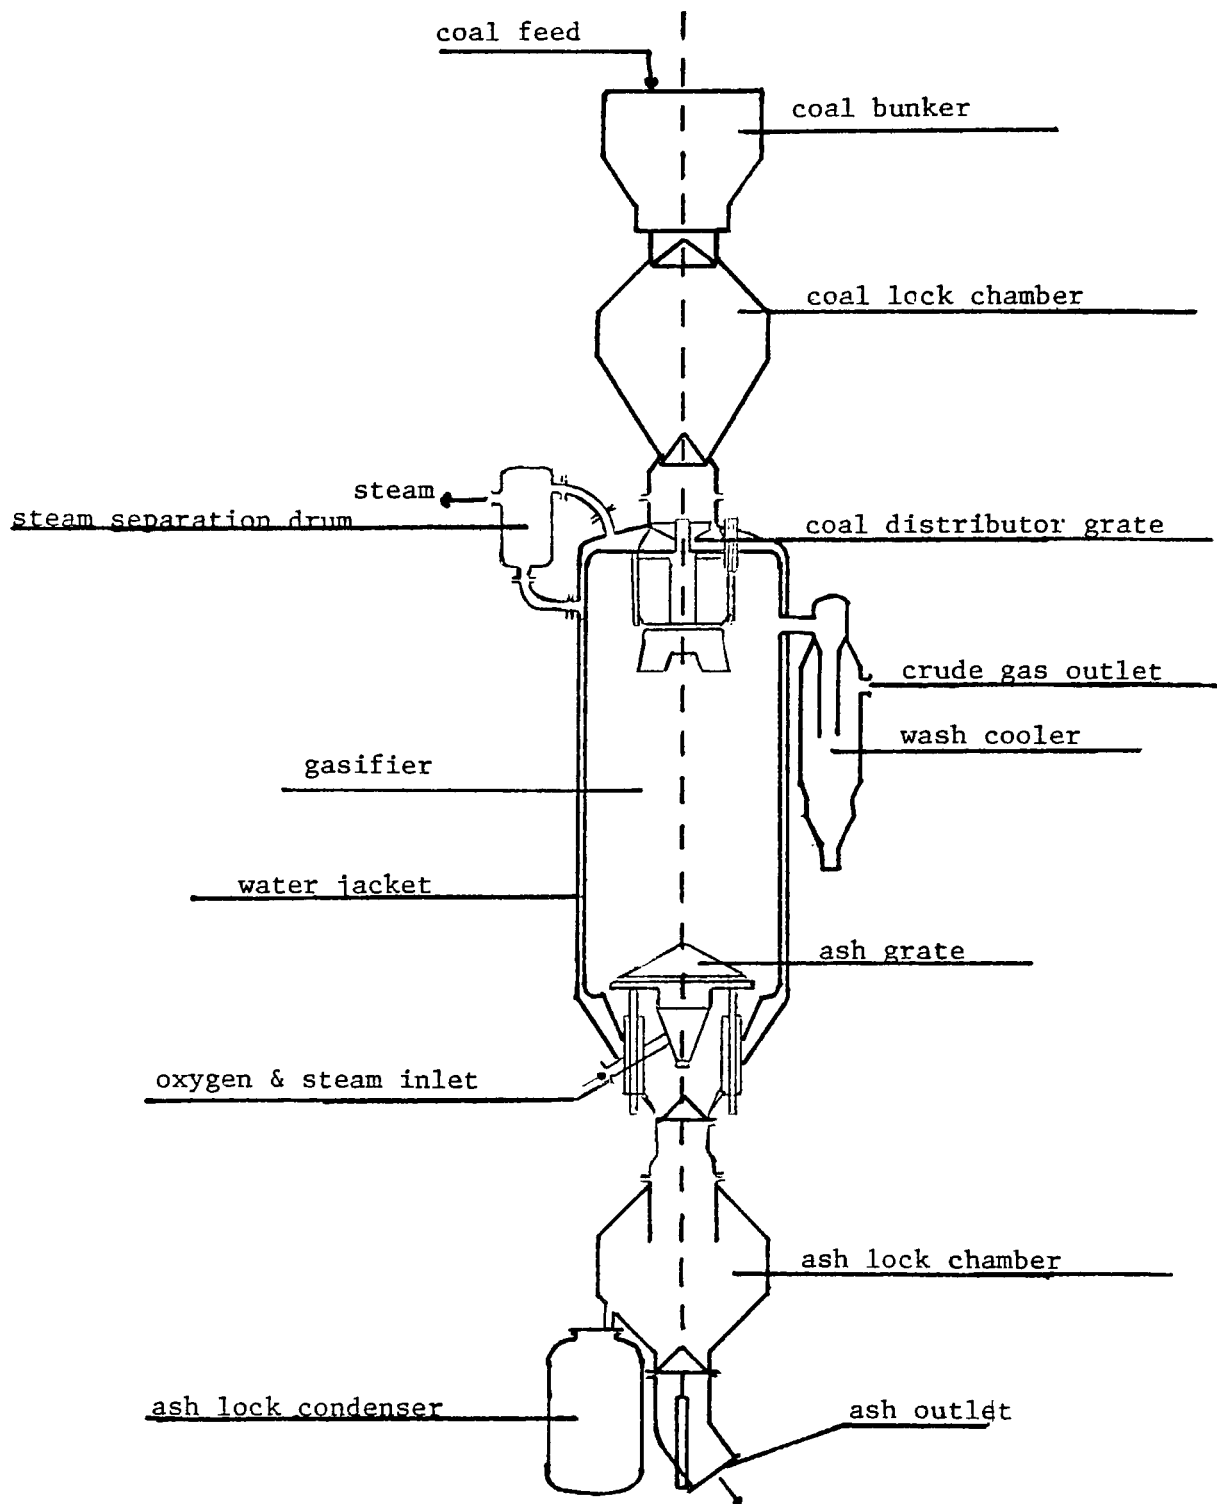 coal feed
coal bunker
coal lock chamber
steam
steam separation drum
coal distributor grate
crude gas outlet
wash cooler
gasifier
water jacket
ash grate
oxygen & steam inlet
ash lock chamber
ash lock condenser
ash outlet